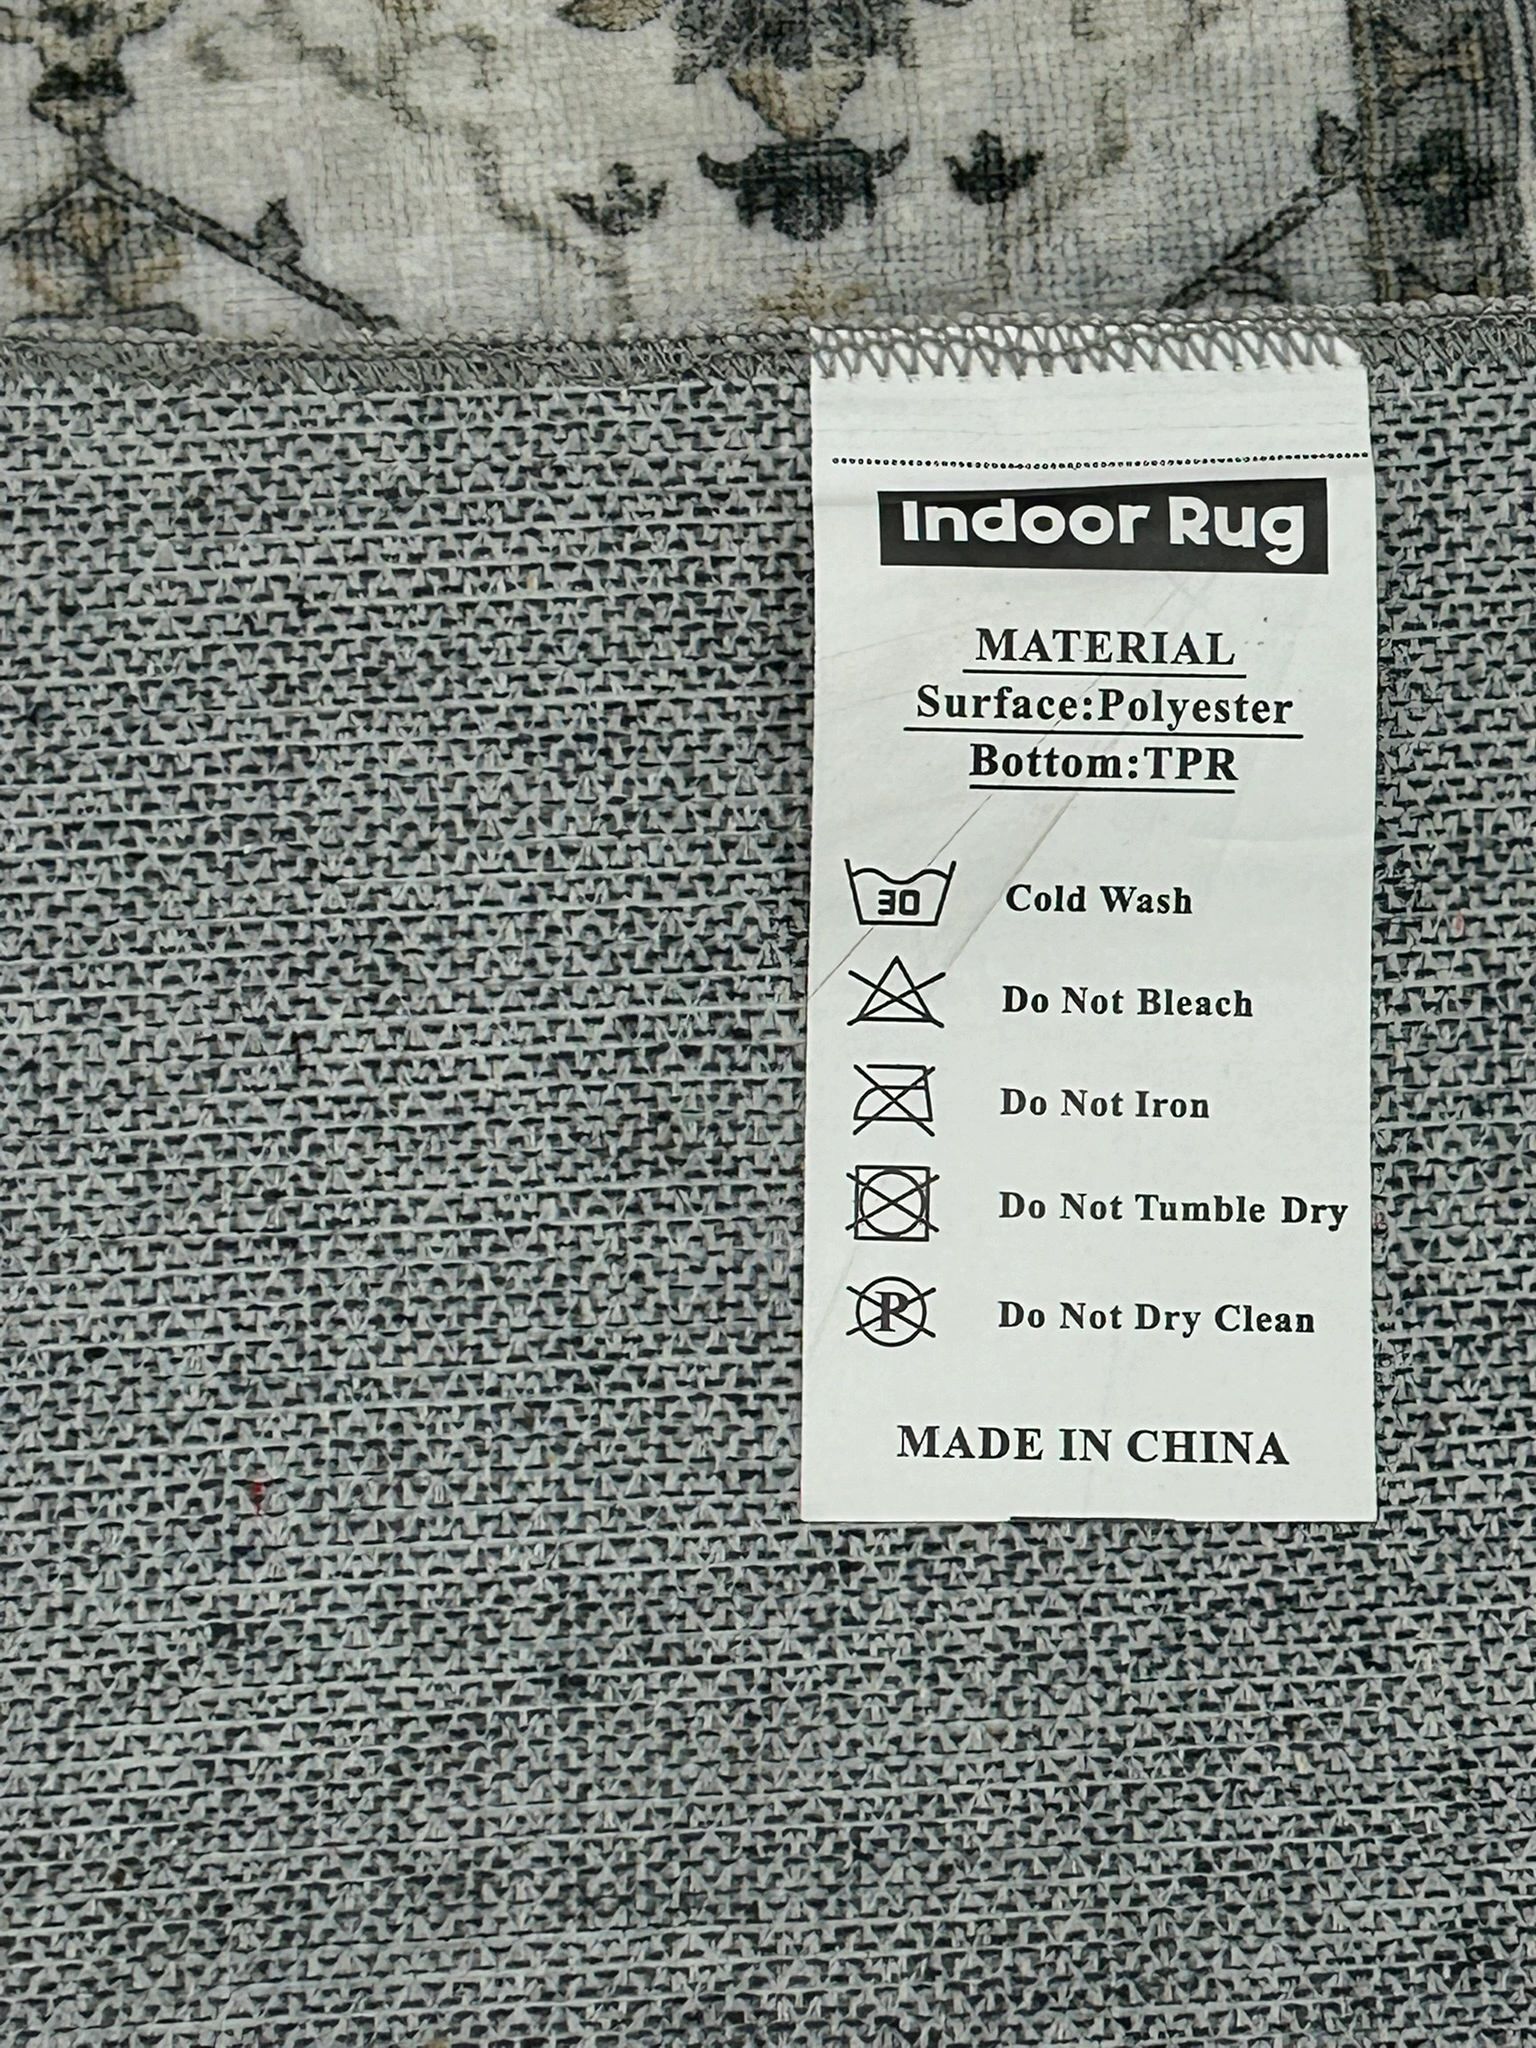 Indoor Rug
MATERIAL
Surface:Polyester
Bottom:TPR
30 Cold Wash
Do Not Bleach
Do Not Iron
Do Not Tumble Dry
P Do Not Dry Clean
MADE IN CHINA